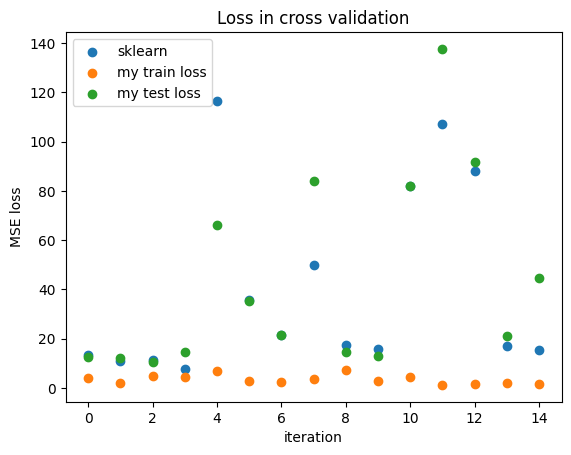 Loss in cross validation
sklearn
my train loss
my test loss
MSE loss
140
120
100
80
60
40
20
0
0 2 4 6 8 10 12 14
iteration